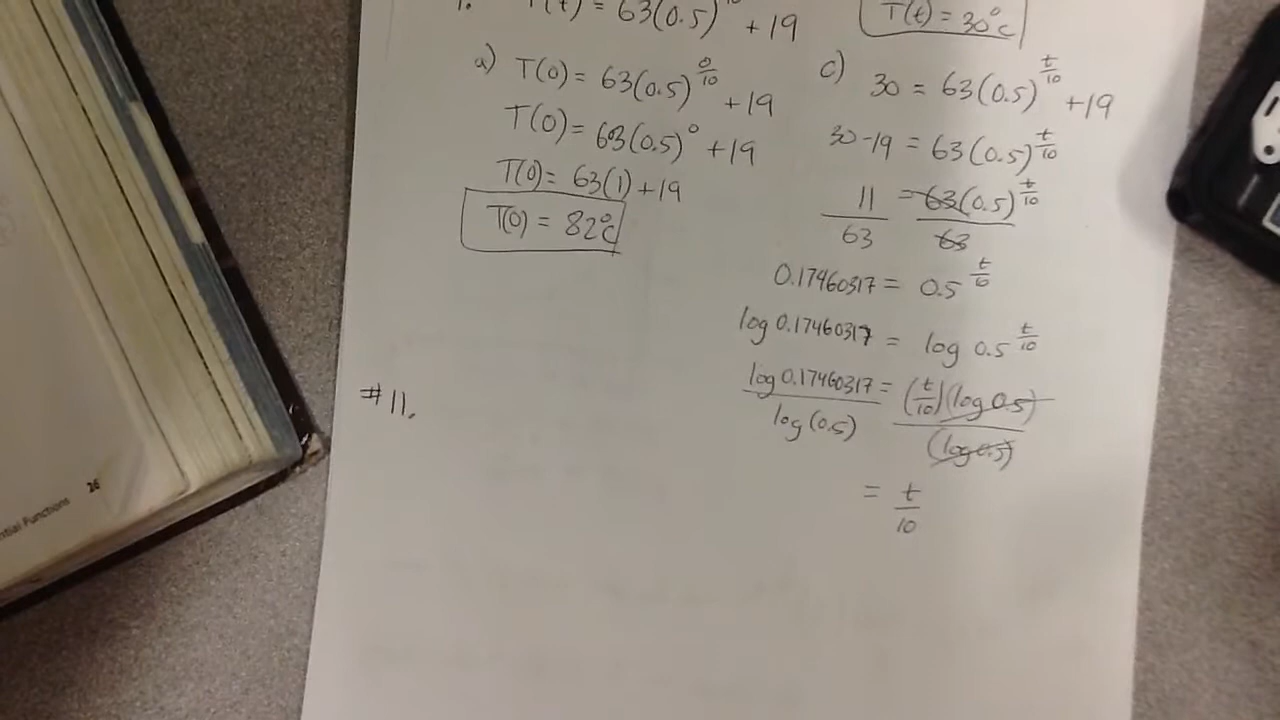 T(t) = 63(0.5) + 19
a) T(0) = 63(0.5)^{0/10} + 19
T(0) = 63(0.5)^0 + 19
T(0) = 63(1) + 19
T(0) = 82°C
#11.
T(t) = 30°C
c) 30 = 63(0.5)^{t/10} + 19
30 - 19 = 63(0.5)^{t/10}
11 = 63(0.5)^{t/10}
63 63
0.17460317 = 0.5^{t/10}
log 0.17460317 = log 0.5^{t/10}
log 0.17460317 = (t/10)(log 0.5)
log(0.5) (log 0.5)
= t/10
ntial Functions 26